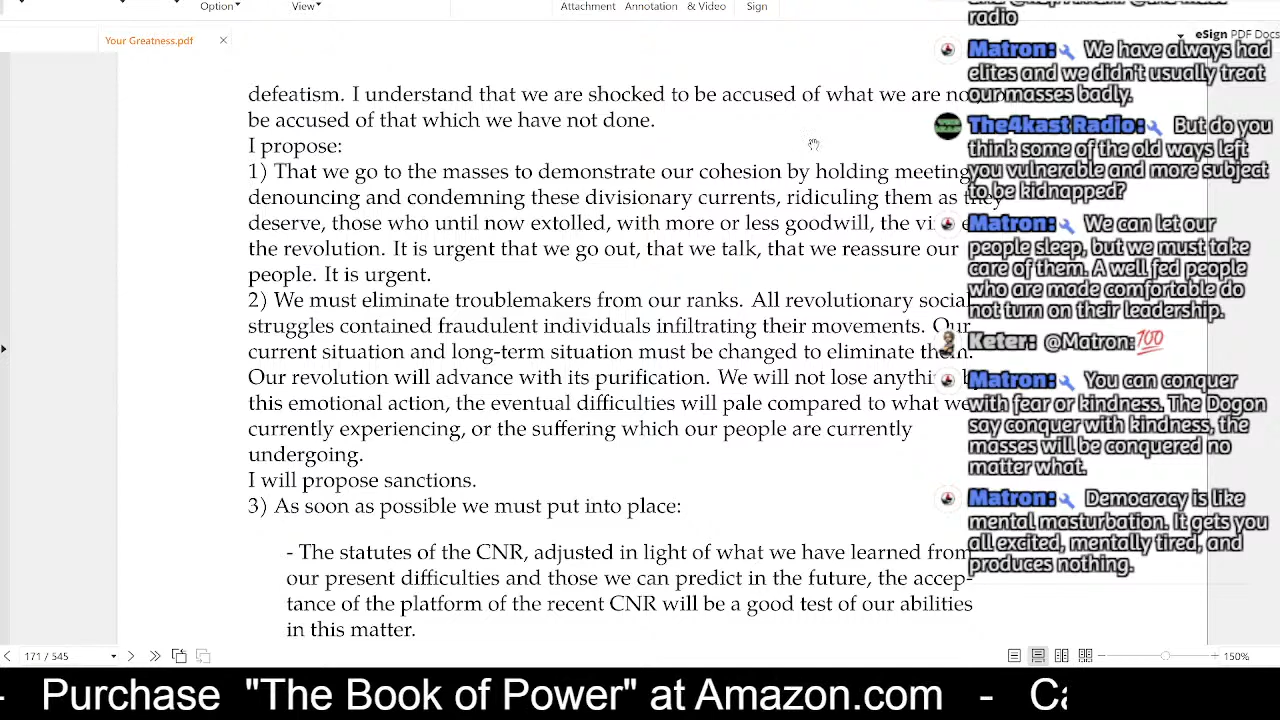 Option
View
Attachment
Annotation
& Video
Sign
radio
eSign PDF Docs
Your Greatness.pdf
Matron: We have always had
elites and we didn't usually treat
our masses badly.
The4kast Radio: But do you
think some of the old ways left
you vulnerable and more subject
to be kidnapped?
Matron: We can let our
people sleep, but we must take
care of them. A well fed people
who are made comfortable do
not turn on their leadership.
Keter: @Matron:💯
Matron: You can conquer
with fear or kindness. The Dogon
say conquer with kindness, the
masses will be conquered no
matter what.
Matron: Democracy is like
mental masturbation. It gets you
all excited, mentally tired, and
produces nothing.
defeatism. I understand that we are shocked to be accused of what we are
be accused of that which we have not done.
I propose:
1) That we go to the masses to demonstrate our cohesion by holding meeting
denouncing and condemning these divisionary currents, ridiculing them as they
deserve, those who until now extolled, with more or less goodwill, the
the revolution. It is urgent that we go out, that we talk, that we reassure our
people. It is urgent.
2) We must eliminate troublemakers from our ranks. All revolutionary social
struggles contained fraudulent individuals infiltrating their movements. Our
current situation and long-term situation must be changed to eliminate them.
Our revolution will advance with its purification. We will not lose
this emotional action, the eventual difficulties will pale compared to what we
currently experiencing, or the suffering which our people are currently
undergoing.
I will propose sanctions.
3) As soon as possible we must put into place:
- The statutes of the CNR, adjusted in light of what we have learned from
our present difficulties and those we can predict in the future, the accep-
tance of the platform of the recent CNR will be a good test of our abilities
in this matter.
171 / 545
150%
- Purchase "The Book of Power" at Amazon.com -